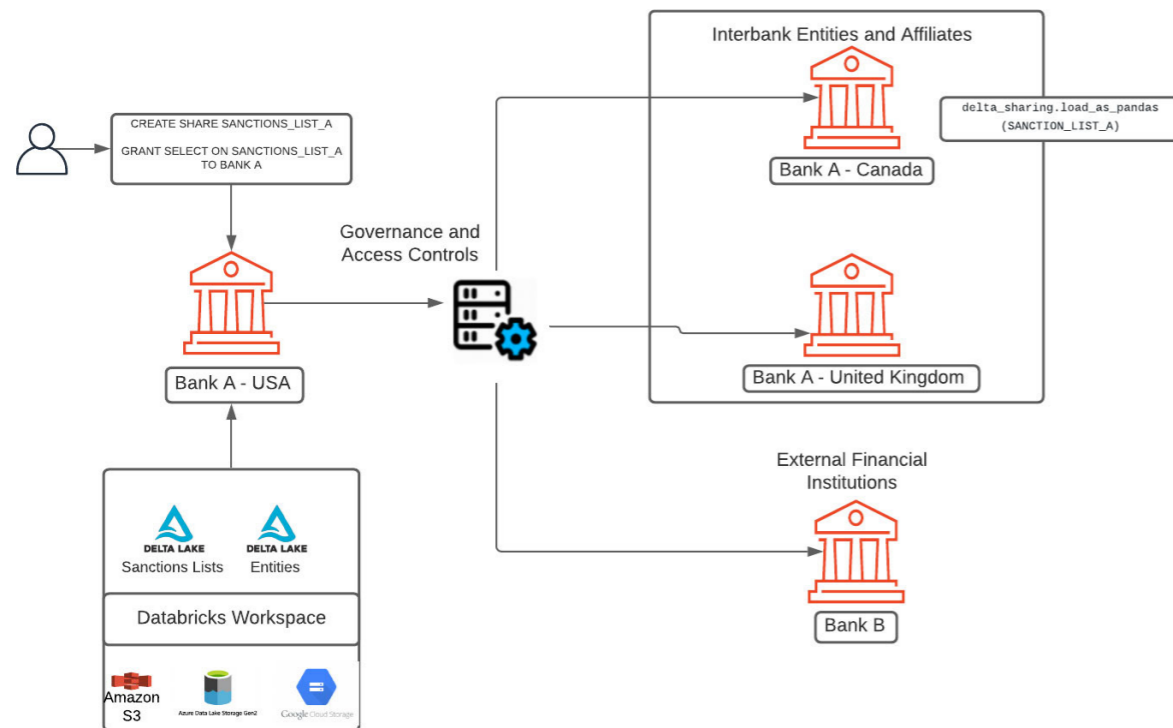 Interbank Entities and Affiliates
delta_sharing.load_as_pandas
(SANCTION_LIST_A)
CREATE SHARE SANCTIONS_LIST_A
GRANT SELECT ON SANCTIONS_LIST_A
TO BANK A
Bank A - Canada
Governance and
Access Controls
Bank A - USA
Bank A - United Kingdom
External Financial
Institutions
DELTA LAKE
Sanctions Lists
DELTA LAKE
Entities
Databricks Workspace
Bank B
Amazon
S3
Azure Data Lake Storage Gen2
Google Cloud Storage